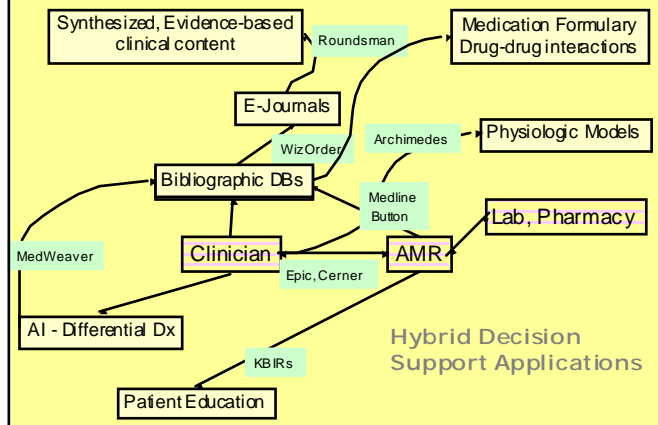 Synthesized, Evidence-based
clinical content
Roundsman
Medication Formulary
Drug-drug interactions
E-Journals
WizOrder
Archimedes
Physiologic Models
Bibliographic DBs
Medline
Button
Lab, Pharmacy
MedWeaver
Clinician
AMR
Epic, Cerner
AI - Differential Dx
Hybrid Decision
Support Applications
KBIRs
Patient Education